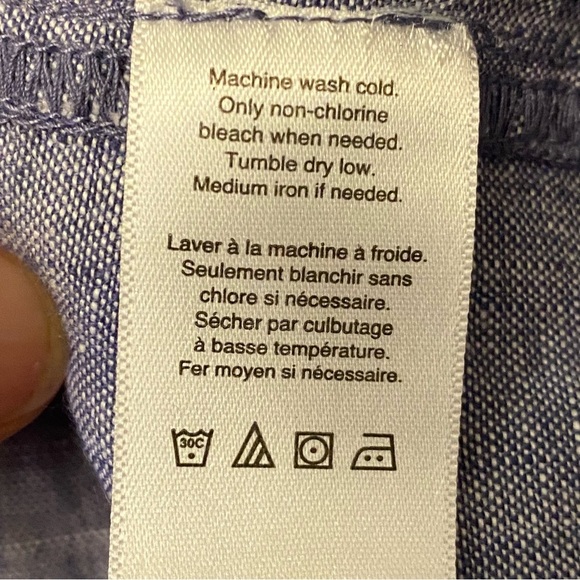 Machine wash cold.
Only non-chlorine
bleach when needed.
Tumble dry low.
Medium iron if needed.
Laver à la machine à froide.
Seulement blanchir sans
chlore si nécessaire.
Sécher par culbutage
à basse température.
Fer moyen si nécessaire.
30C